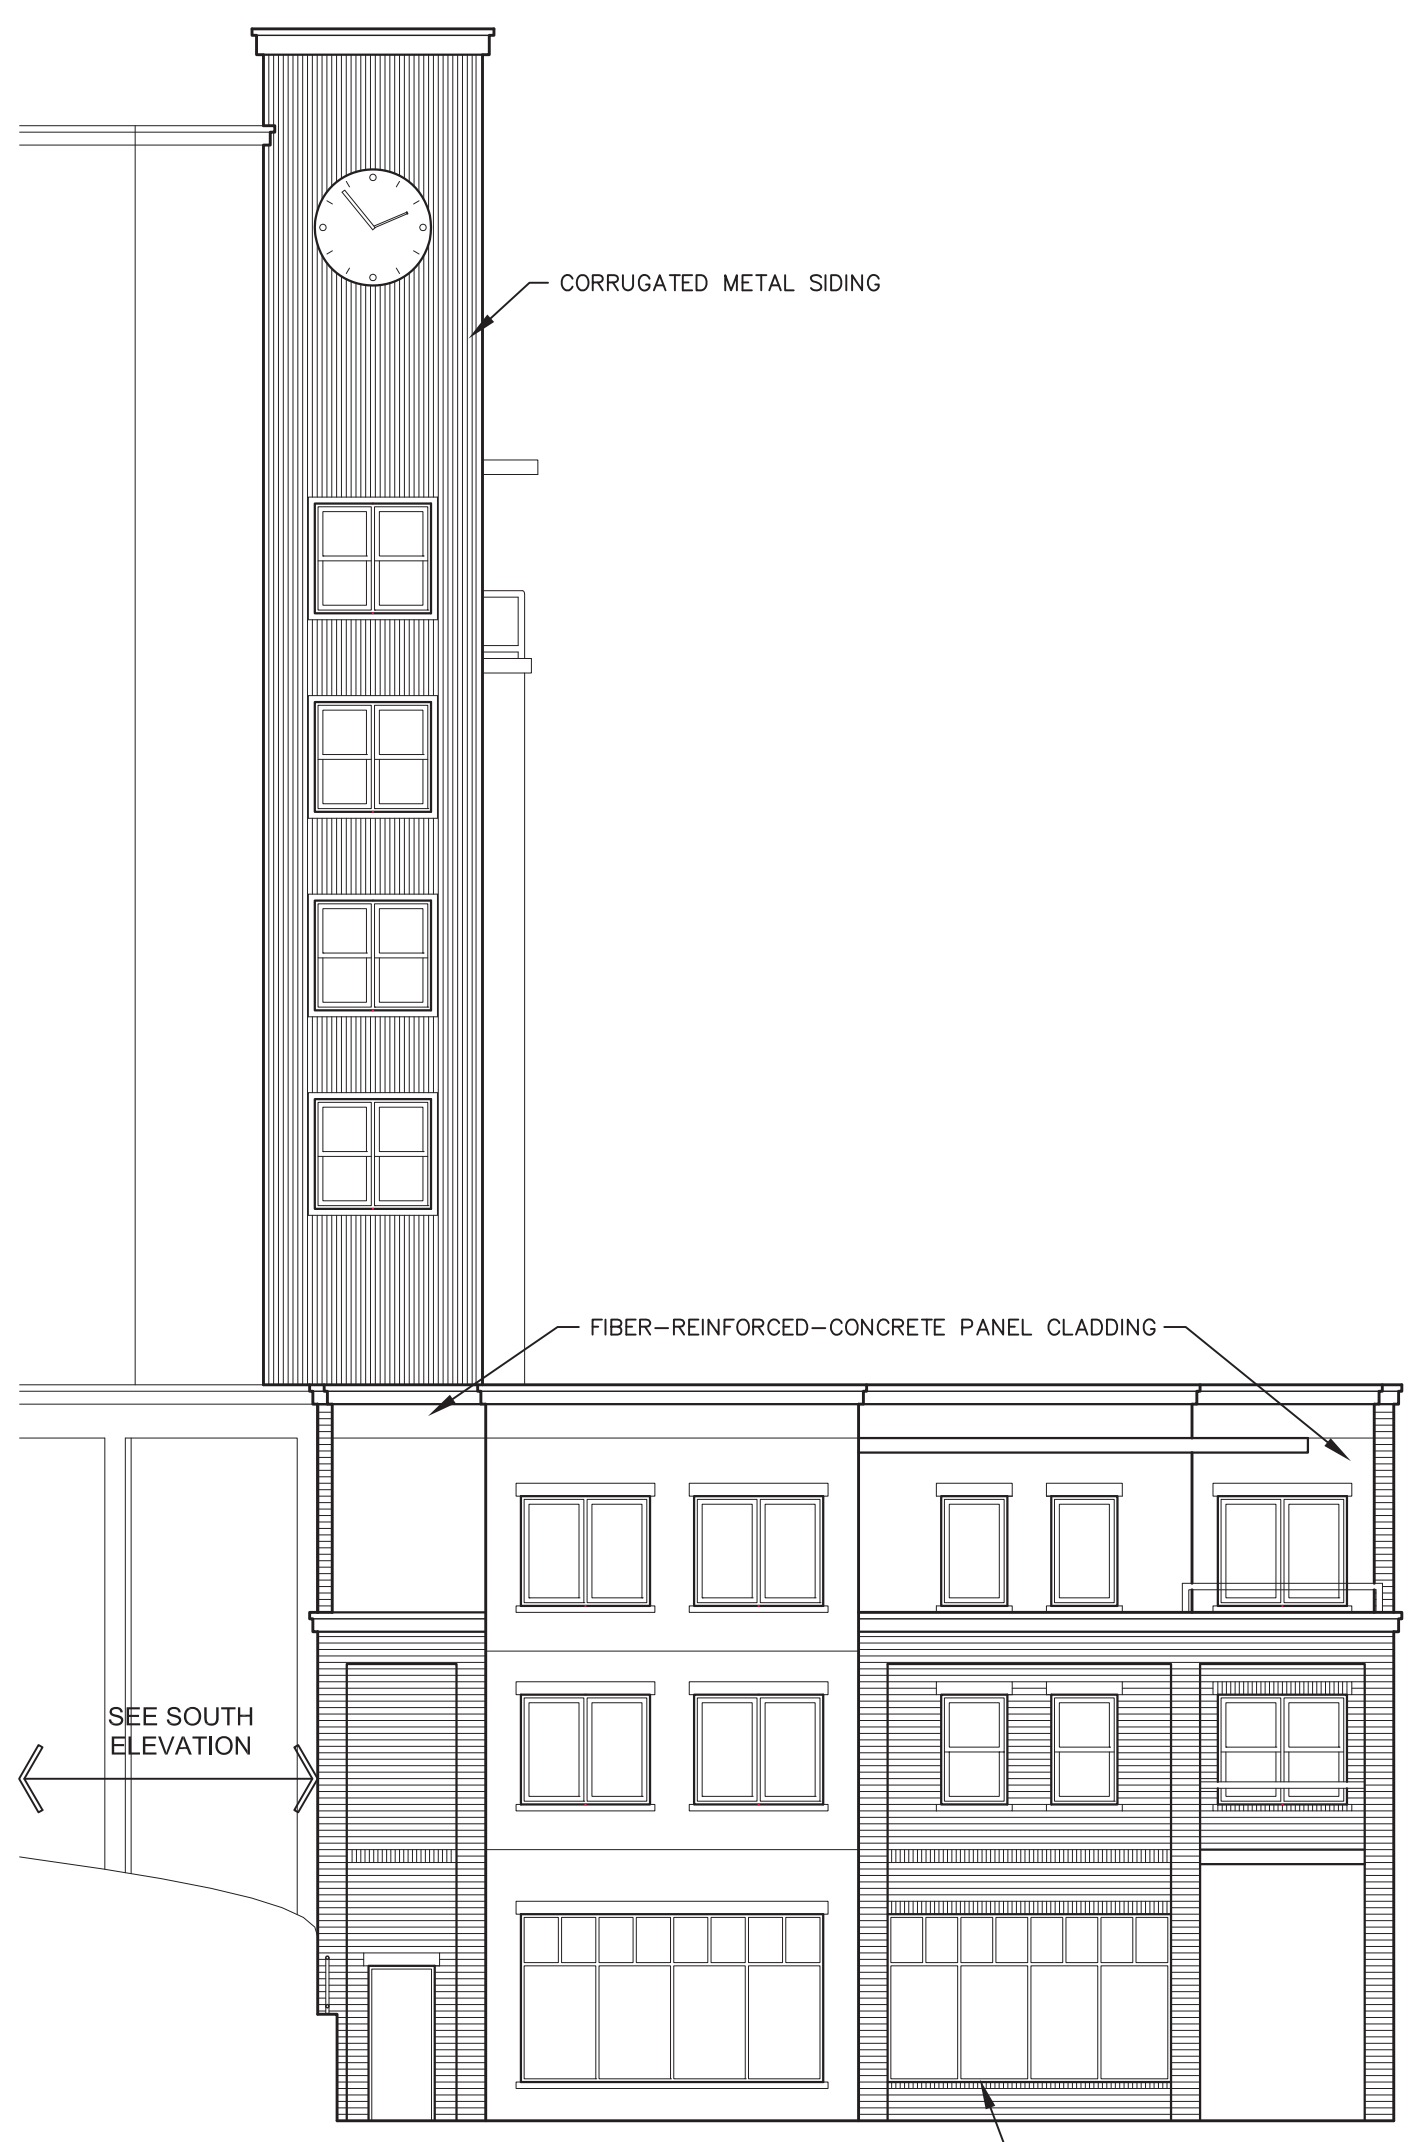 CORRUGATED METAL SIDING
FIBER-REINFORCED-CONCRETE PANEL CLADDING
SEE SOUTH
ELEVATION